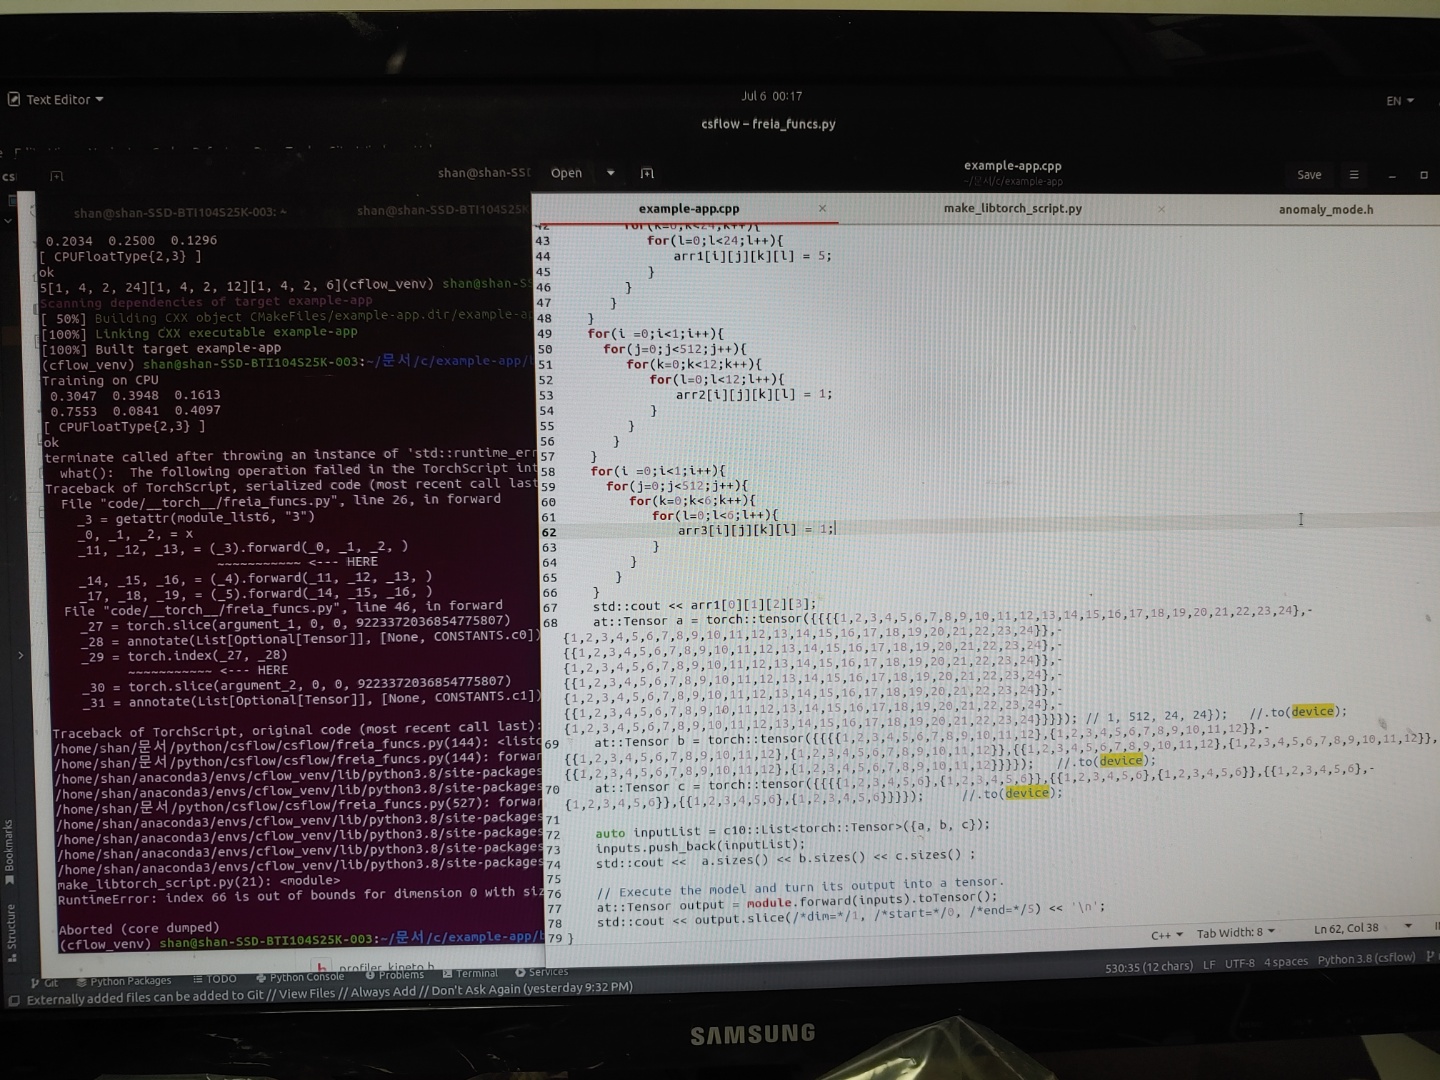 Text Editor
Jul 6 00:17
EN
csflow – freia_funcs.py
cs
shan@shan-SST
Open
example-app.cpp
~/문서/c/example-app
Save
shan@shan-SSD-BTI104S25K-003: ~
shan@shan-SSD-BTI104S25K
example-app.cpp
make_libtorch_script.py
anomaly_mode.h
0.2034 0.2500 0.1296
[ CPUFloatType{2,3} ]
ok
5[1, 4, 2, 24][1, 4, 2, 12][1, 4, 2, 6](cflow_venv) shan@shan-S
Scanning dependencies of target example-app
[ 50%] Building CXX object CMakeFiles/example-app.dir/example-a
[100%] Linking CXX executable example-app
[100%] Built target example-app
(cflow_venv) shan@shan-SSD-BTI104S25K-003:~/문서/c/example-app/
Training on CPU
0.3047 0.3948 0.1613
0.7553 0.0841 0.4097
[ CPUFloatType{2,3} ]
ok
terminate called after throwing an instance of 'std::runtime_err
what(): The following operation failed in the TorchScript int
Traceback of TorchScript, serialized code (most recent call last
File "code/__torch__/freia_funcs.py", line 26, in forward
_3 = getattr(module_list6, "3")
_0, _1, _2, = x
_11, _12, _13, = (_3).forward(_0, _1, _2, )
~~~~~~~~~~~ <--- HERE
_14, _15, _16, = (_4).forward(_11, _12, _13, )
_17, _18, _19, = (_5).forward(_14, _15, _16, )
File "code/__torch__/freia_funcs.py", line 46, in forward
_27 = torch.slice(argument_1, 0, 0, 9223372036854775807)
_28 = annotate(List[Optional[Tensor]], [None, CONSTANTS.c0])
_29 = torch.index(_27, _28)
~~~~~~~~~~~ <--- HERE
_30 = torch.slice(argument_2, 0, 0, 9223372036854775807)
_31 = annotate(List[Optional[Tensor]], [None, CONSTANTS.c1])
Traceback of TorchScript, original code (most recent call last):
/home/shan/문서/python/csflow/csflow/freia_funcs.py(144): <listc
/home/shan/문서/python/csflow/csflow/freia_funcs.py(144): forwar
/home/shan/anaconda3/envs/cflow_venv/lib/python3.8/site-packages
/home/shan/anaconda3/envs/cflow_venv/lib/python3.8/site-packages
/home/shan/문서/python/csflow/csflow/freia_funcs.py(527): forwar
/home/shan/anaconda3/envs/cflow_venv/lib/python3.8/site-packages
/home/shan/anaconda3/envs/cflow_venv/lib/python3.8/site-packages
/home/shan/anaconda3/envs/cflow_venv/lib/python3.8/site-packages
/home/shan/anaconda3/envs/cflow_venv/lib/python3.8/site-packages
make_libtorch_script.py(21): <module>
RuntimeError: index 66 is out of bounds for dimension 0 with siz
Aborted (core dumped)
(cflow_venv) shan@shan-SSD-BTI104S25K-003:~/문서/c/example-app/b
42 for(k=0;k<24;k++){
43 for(l=0;l<24;l++){
44 arr1[i][j][k][l] = 5;
45 }
46 }
47 }
48 }
49 for(i =0;i<1;i++){
50 for(j=0;j<512;j++){
51 for(k=0;k<12;k++){
52 for(l=0;l<12;l++){
53 arr2[i][j][k][l] = 1;
54 }
55 }
56 }
57 }
58 for(i =0;i<1;i++){
59 for(j=0;j<512;j++){
60 for(k=0;k<6;k++){
61 for(l=0;l<6;l++){
62 arr3[i][j][k][l] = 1;
63 }
64 }
65 }
66 }
67 std::cout << arr1[0][1][2][3];
68 at::Tensor a = torch::tensor({{{{1,2,3,4,5,6,7,8,9,10,11,12,13,14,15,16,17,18,19,20,21,22,23,24},-
{1,2,3,4,5,6,7,8,9,10,11,12,13,14,15,16,17,18,19,20,21,22,23,24}},-
{{1,2,3,4,5,6,7,8,9,10,11,12,13,14,15,16,17,18,19,20,21,22,23,24},-
{1,2,3,4,5,6,7,8,9,10,11,12,13,14,15,16,17,18,19,20,21,22,23,24}},-
{{1,2,3,4,5,6,7,8,9,10,11,12,13,14,15,16,17,18,19,20,21,22,23,24},-
{1,2,3,4,5,6,7,8,9,10,11,12,13,14,15,16,17,18,19,20,21,22,23,24}},-
{{1,2,3,4,5,6,7,8,9,10,11,12,13,14,15,16,17,18,19,20,21,22,23,24},-
{1,2,3,4,5,6,7,8,9,10,11,12,13,14,15,16,17,18,19,20,21,22,23,24}}}}); // 1, 512, 24, 24}); //.to(device);
69 at::Tensor b = torch::tensor({{{{1,2,3,4,5,6,7,8,9,10,11,12},{1,2,3,4,5,6,7,8,9,10,11,12}},-
{{1,2,3,4,5,6,7,8,9,10,11,12},{1,2,3,4,5,6,7,8,9,10,11,12}},{{1,2,3,4,5,6,7,8,9,10,11,12},{1,2,3,4,5,6,7,8,9,10,11,12}},-
{{1,2,3,4,5,6,7,8,9,10,11,12},{1,2,3,4,5,6,7,8,9,10,11,12}}}}); //.to(device);
70 at::Tensor c = torch::tensor({{{{1,2,3,4,5,6},{1,2,3,4,5,6}},{{1,2,3,4,5,6},{1,2,3,4,5,6}},{{1,2,3,4,5,6},-
{1,2,3,4,5,6}},{{1,2,3,4,5,6},{1,2,3,4,5,6}}}}); //.to(device);
71
72 auto inputList = c10::List<torch::Tensor>({a, b, c});
73 inputs.push_back(inputList);
74 std::cout << a.sizes() << b.sizes() << c.sizes() ;
75
76 // Execute the model and turn its output into a tensor.
77 at::Tensor output = module.forward(inputs).toTensor();
78 std::cout << output.slice(/*dim=*/1, /*start=*/0, /*end=*/5) << '\n';
79 }
C++
Tab Width: 8
Ln 62, Col 38
Bookmarks
Structure
profiler_kineto.h
Git
Python Packages
TODO
Python Console
Problems
Terminal
Services
530:35 (12 chars)
LF
UTF-8
4 spaces
Python 3.8 (csflow)
Externally added files can be added to Git // View Files // Always Add // Don't Ask Again (yesterday 9:32 PM)
SAMSUNG